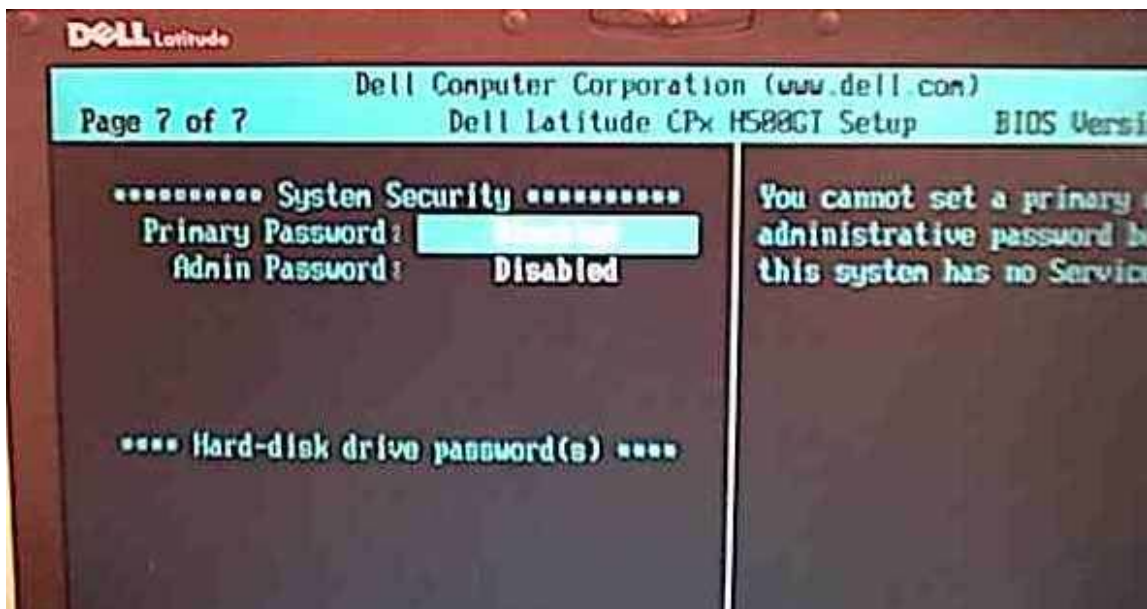 DELL Latitude
Dell Computer Corporation (www.dell.com)
Page 7 of 7 Dell Latitude CPx H500GT Setup BIOS Versi
********** System Security **********
Primary Password:
Admin Password: Disabled
**** Hard-disk drive password(s) ****
You cannot set a primary
administrative password
this system has no Service